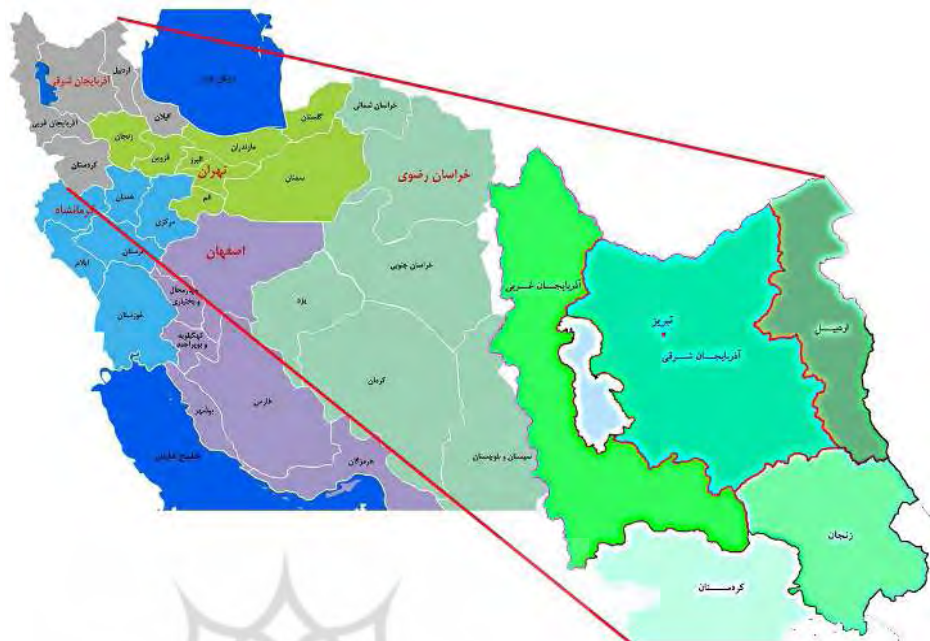 اردبیل
آذربایجان شرقی
گیلان
آذربایجان غربی
زنجان
کردستان
قزوین
البرز
تهران
مازندران
گلستان
سمنان
قم
خراسان شمالی
خراسان رضوی
خراسان جنوبی
کرمانشاه
همدان
مرکزی
لرستان
ایلام
خوزستان
اصفهان
چهارمحال
و بختیاری
کهگیلویه
و بویراحمد
یزد
کرمان
فارس
بوشهر
هرمزگان
سیستان و بلوچستان
آذربایجان غربی
تبریز
آذربایجان شرقی
اردبیل
زنجان
کردستان